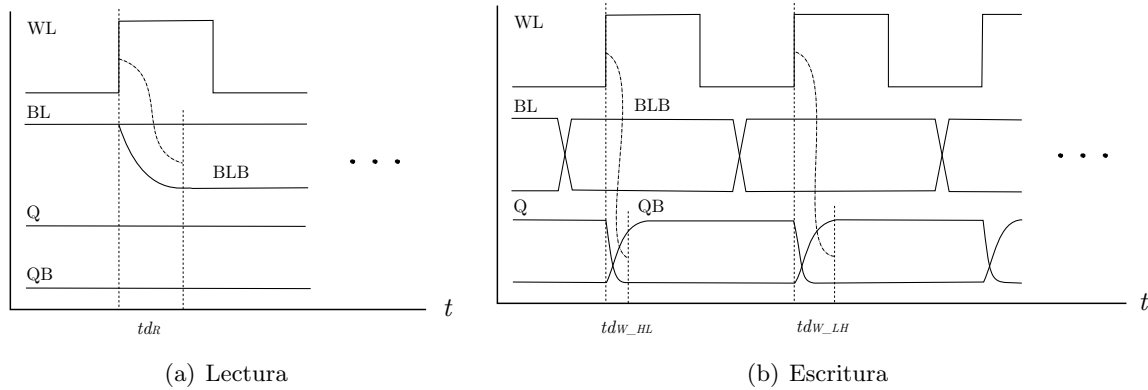 WL
BL
BLB
Q
QB
t
tdR
(a) Lectura
WL
BL
BLB
Q
QB
t
tdW_HL
tdW_LH
(b) Escritura